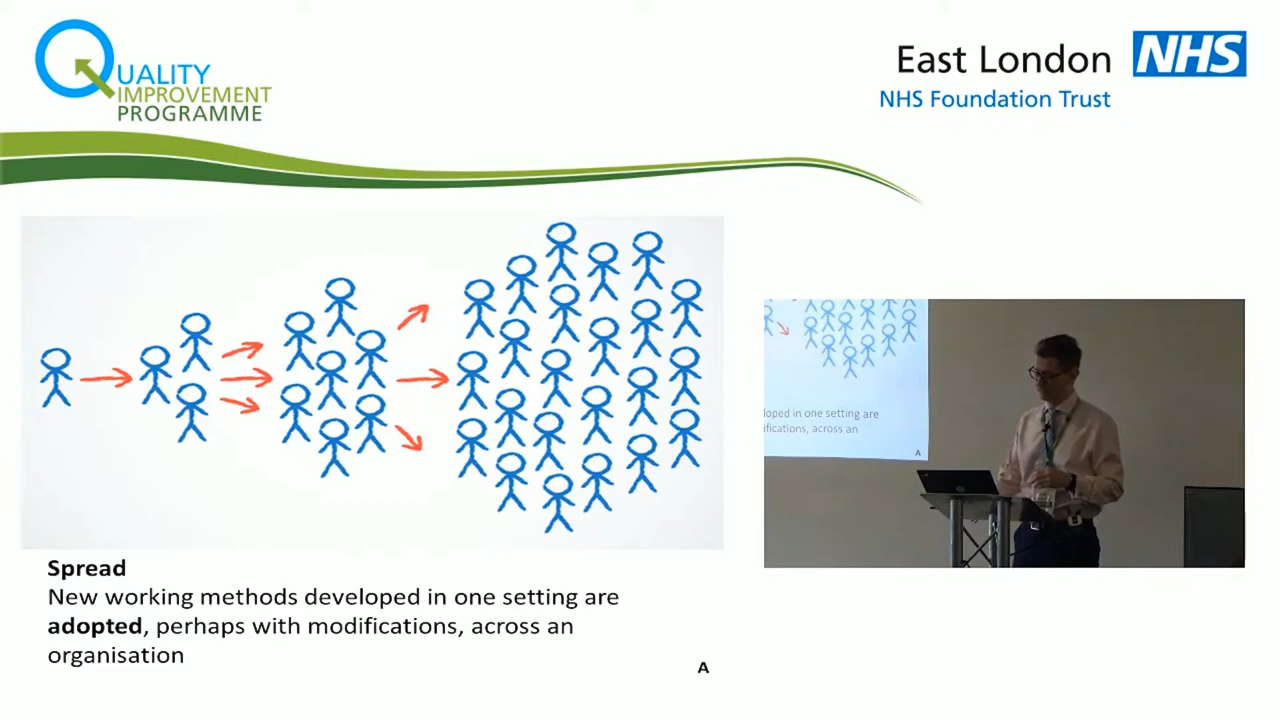 QUALITY
IMPROVEMENT
PROGRAMME
East London NHS
NHS Foundation Trust
Spread
New working methods developed in one setting are
adopted, perhaps with modifications, across an
organisation
A
loped in one setting are
ifications, across an
A